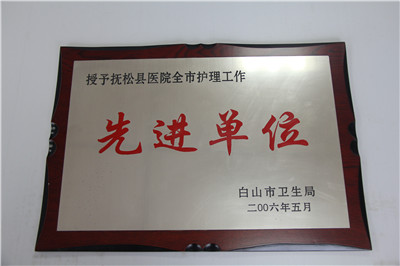 授予抚松县医院全市护理工作
先进单位
白山市卫生局
二00六年五月